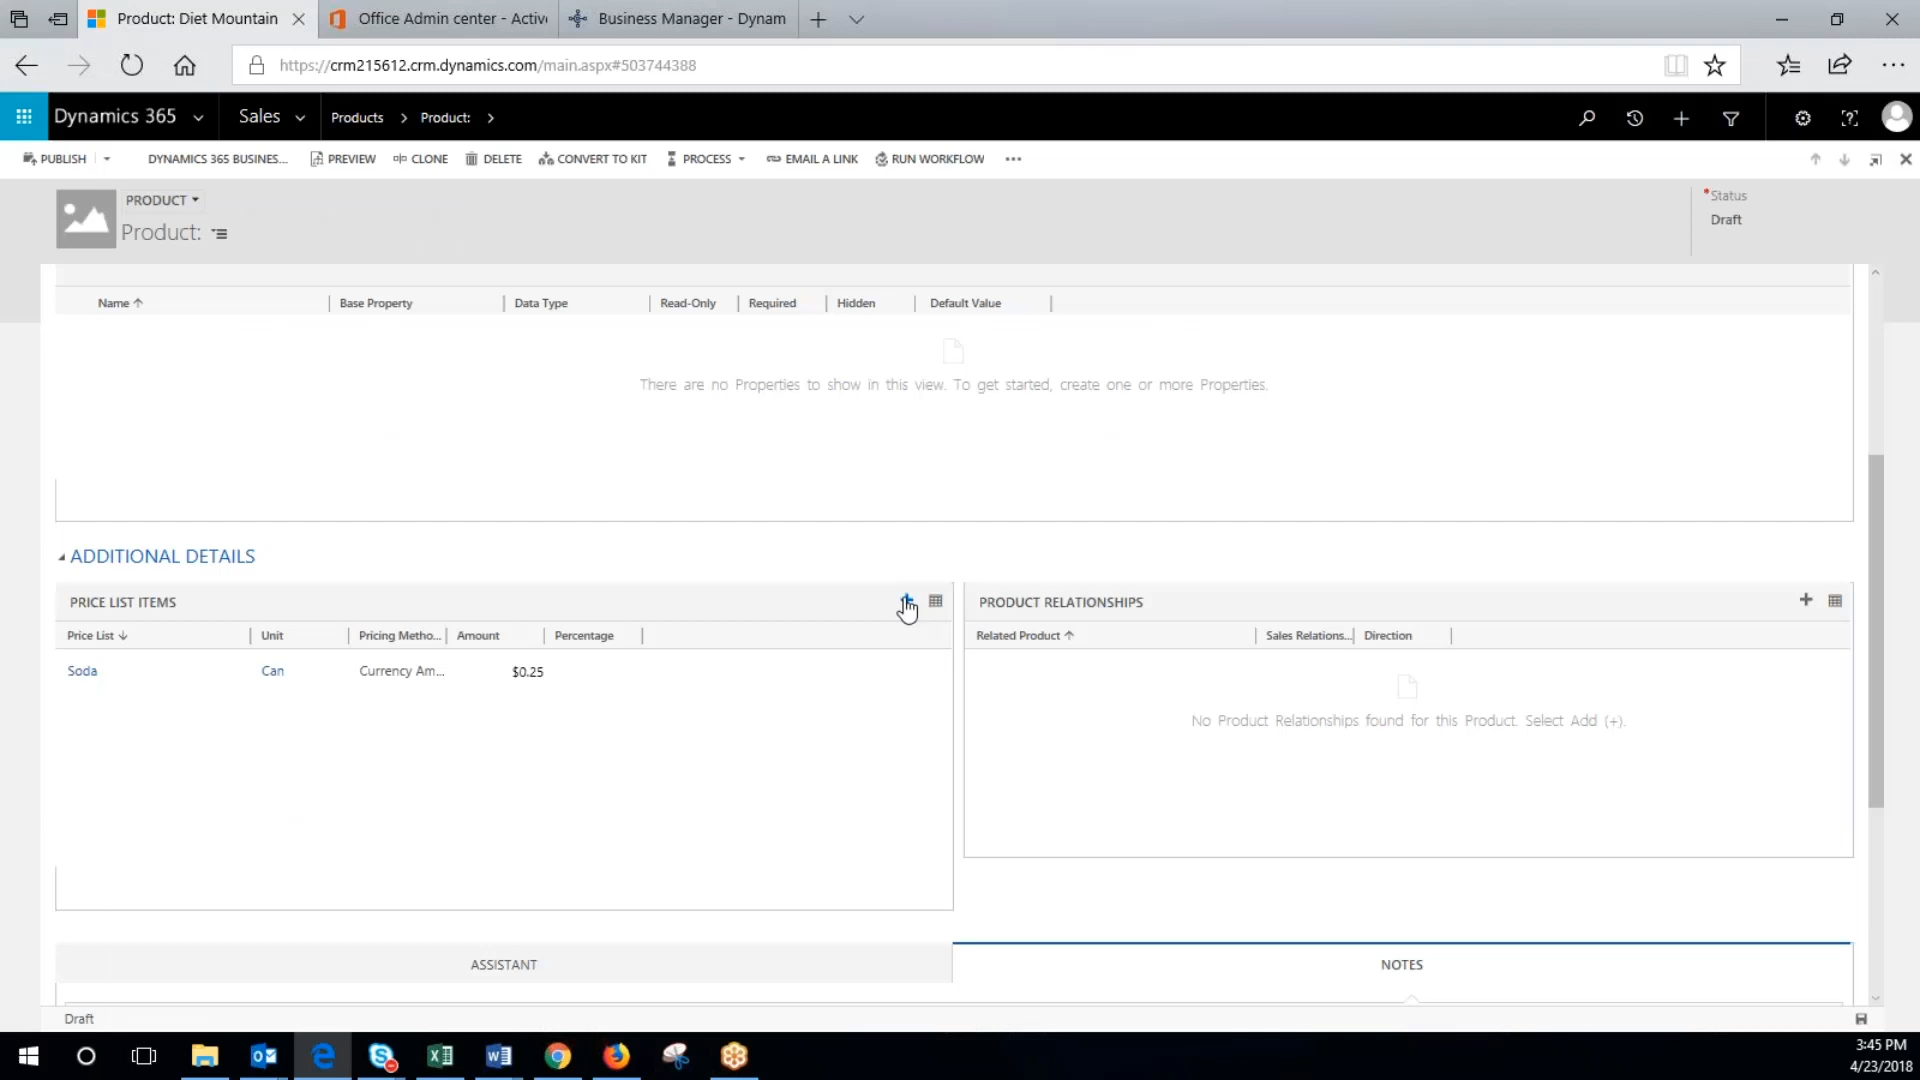 Product: Diet Mountain
Office Admin center - Active
Business Manager - Dynam
https://crm215612.crm.dynamics.com/main.aspx#503744388
Dynamics 365
Sales
Products > Product: >
PUBLISH
DYNAMICS 365 BUSINES...
PREVIEW
CLONE
DELETE
CONVERT TO KIT
PROCESS
EMAIL A LINK
RUN WORKFLOW
PRODUCT
Product:
*Status
Draft
Name
Base Property
Data Type
Read-Only
Required
Hidden
Default Value
There are no Properties to show in this view. To get started, create one or more Properties.
ADDITIONAL DETAILS
PRICE LIST ITEMS
Price List
Unit
Pricing Metho...
Amount
Percentage
Soda
Can
Currency Am...
$0.25
PRODUCT RELATIONSHIPS
Related Product
Sales Relations...
Direction
No Product Relationships found for this Product. Select Add (+).
ASSISTANT
NOTES
Draft
3:45 PM
4/23/2018